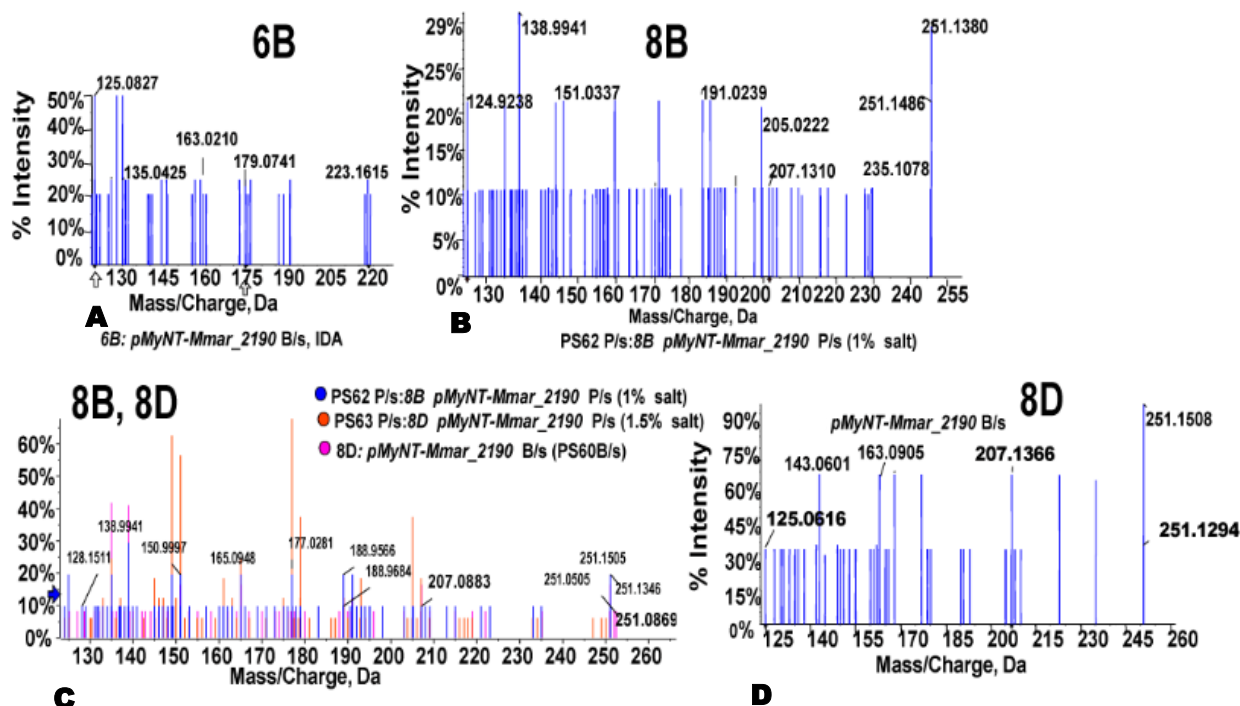 6B
% Intensity
50%
40%
30%
20%
10%
0%
125.0827
135.0425
163.0210
179.0741
223.1615
130 145 160 175 190 205 220
Mass/Charge, Da
A
6B: pMyNT-Mmar_2190 B/s, IDA
8B
% Intensity
29%
25%
20%
15%
10%
5%
0%
138.9941
124.9238
151.0337
191.0239
205.0222
207.1310
235.1078
251.1486
251.1380
130 140 150 160 170 180 190 200 210 220 230 240 255
Mass/Charge, Da
B
PS62 P/s:8B pMyNT-Mmar_2190 P/s (1% salt)
8B, 8D
PS62 P/s:8B pMyNT-Mmar_2190 P/s (1% salt)
PS63 P/s:8D pMyNT-Mmar_2190 P/s (1.5% salt)
8D: pMyNT-Mmar_2190 B/s (PS60B/s)
60%
50%
40%
30%
20%
10%
0%
138.9941
128.1511
150.9997
165.0948
177.0281
188.9566
188.9684
207.0883
251.1505
251.0505
251.1346
251.0869
130 140 150 160 170 180 190 200 210 220 230 240 250 260
Mass/Charge, Da
C
8D
pMyNT-Mmar_2190 B/s
% Intensity
90%
75%
60%
45%
30%
15%
0%
251.1508
143.0601
163.0905
207.1366
125.0616
251.1294
125 140 155 170 185 200 215 230 245 260
Mass/Charge, Da
D